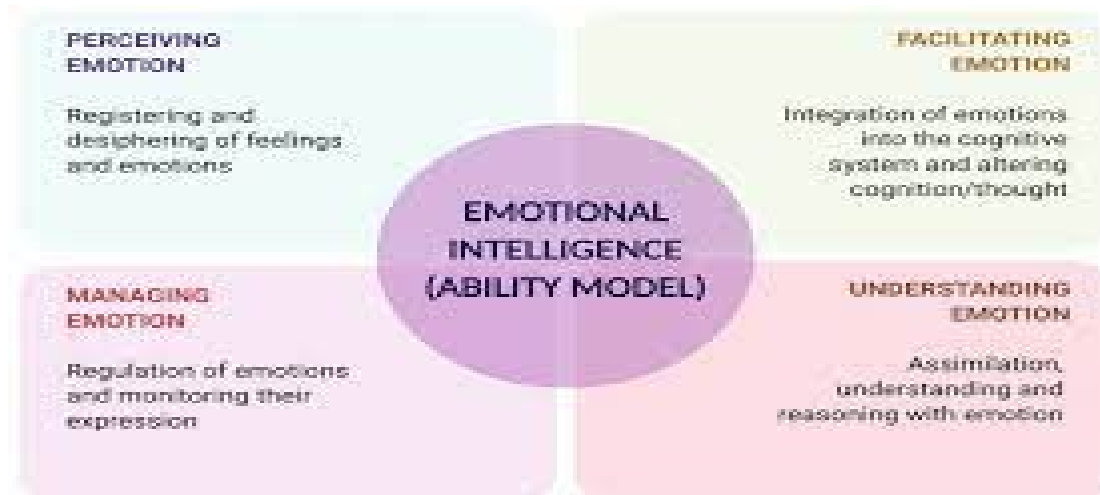 PERCEIVING
EMOTION
Registering and
desiphering of feelings
and emotions
FACILITATING
EMOTION
Integration of emotions
into the cognitive
system and altering
cognition/thought
EMOTIONAL
INTELLIGENCE
(ABILITY MODEL)
MANAGING
EMOTION
Regulation of emotions
and monitoring their
expression
UNDERSTANDING
EMOTION
Assimilation,
understanding and
reasoning with emotion